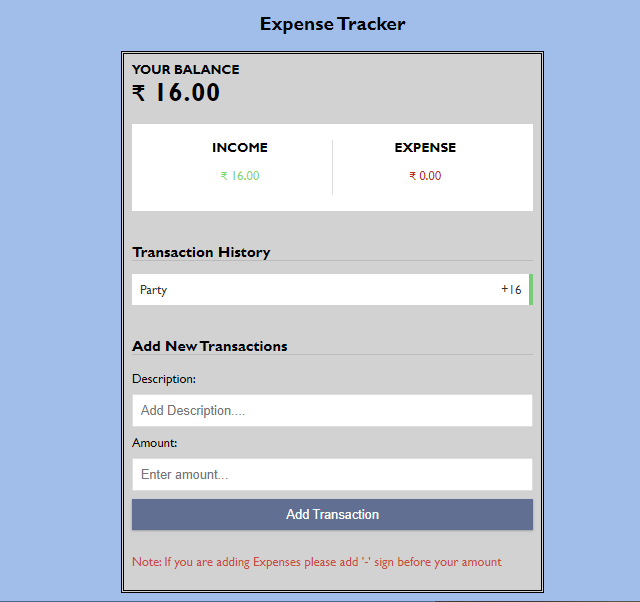 Expense Tracker
YOUR BALANCE
₹ 16.00
INCOME
EXPENSE
₹ 16.00
₹ 0.00
Transaction History
Party +16
Add New Transactions
Description:
Add Description....
Amount:
Enter amount...
Add Transaction
Note: If you are adding Expenses please add '-' sign before your amount